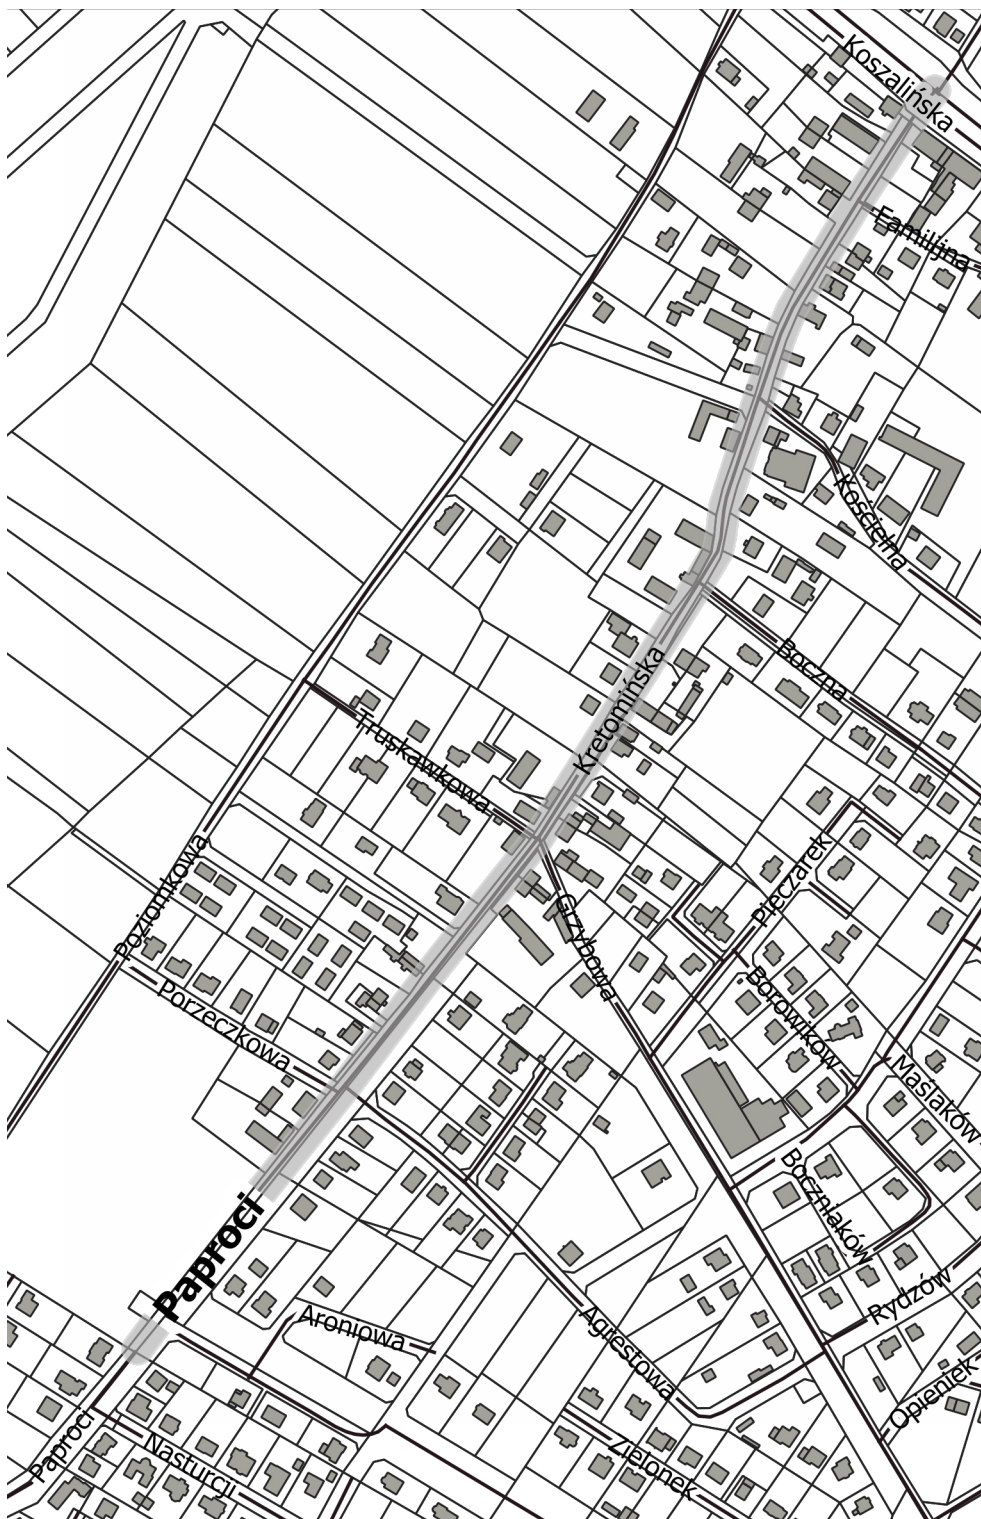 Koszalińska
Familijna
Kościelna
Boczna
Kretomińska
Truskawkowa
Pieczarek
Poziomkowa
Grzybowa
Borowików
Porzeczkowa
Maślaków
Boczniaków
Paproci
Rydzów
Aroniowa
Agrestowa
Opieniek
Paproci
Nasturcji
Zielonek